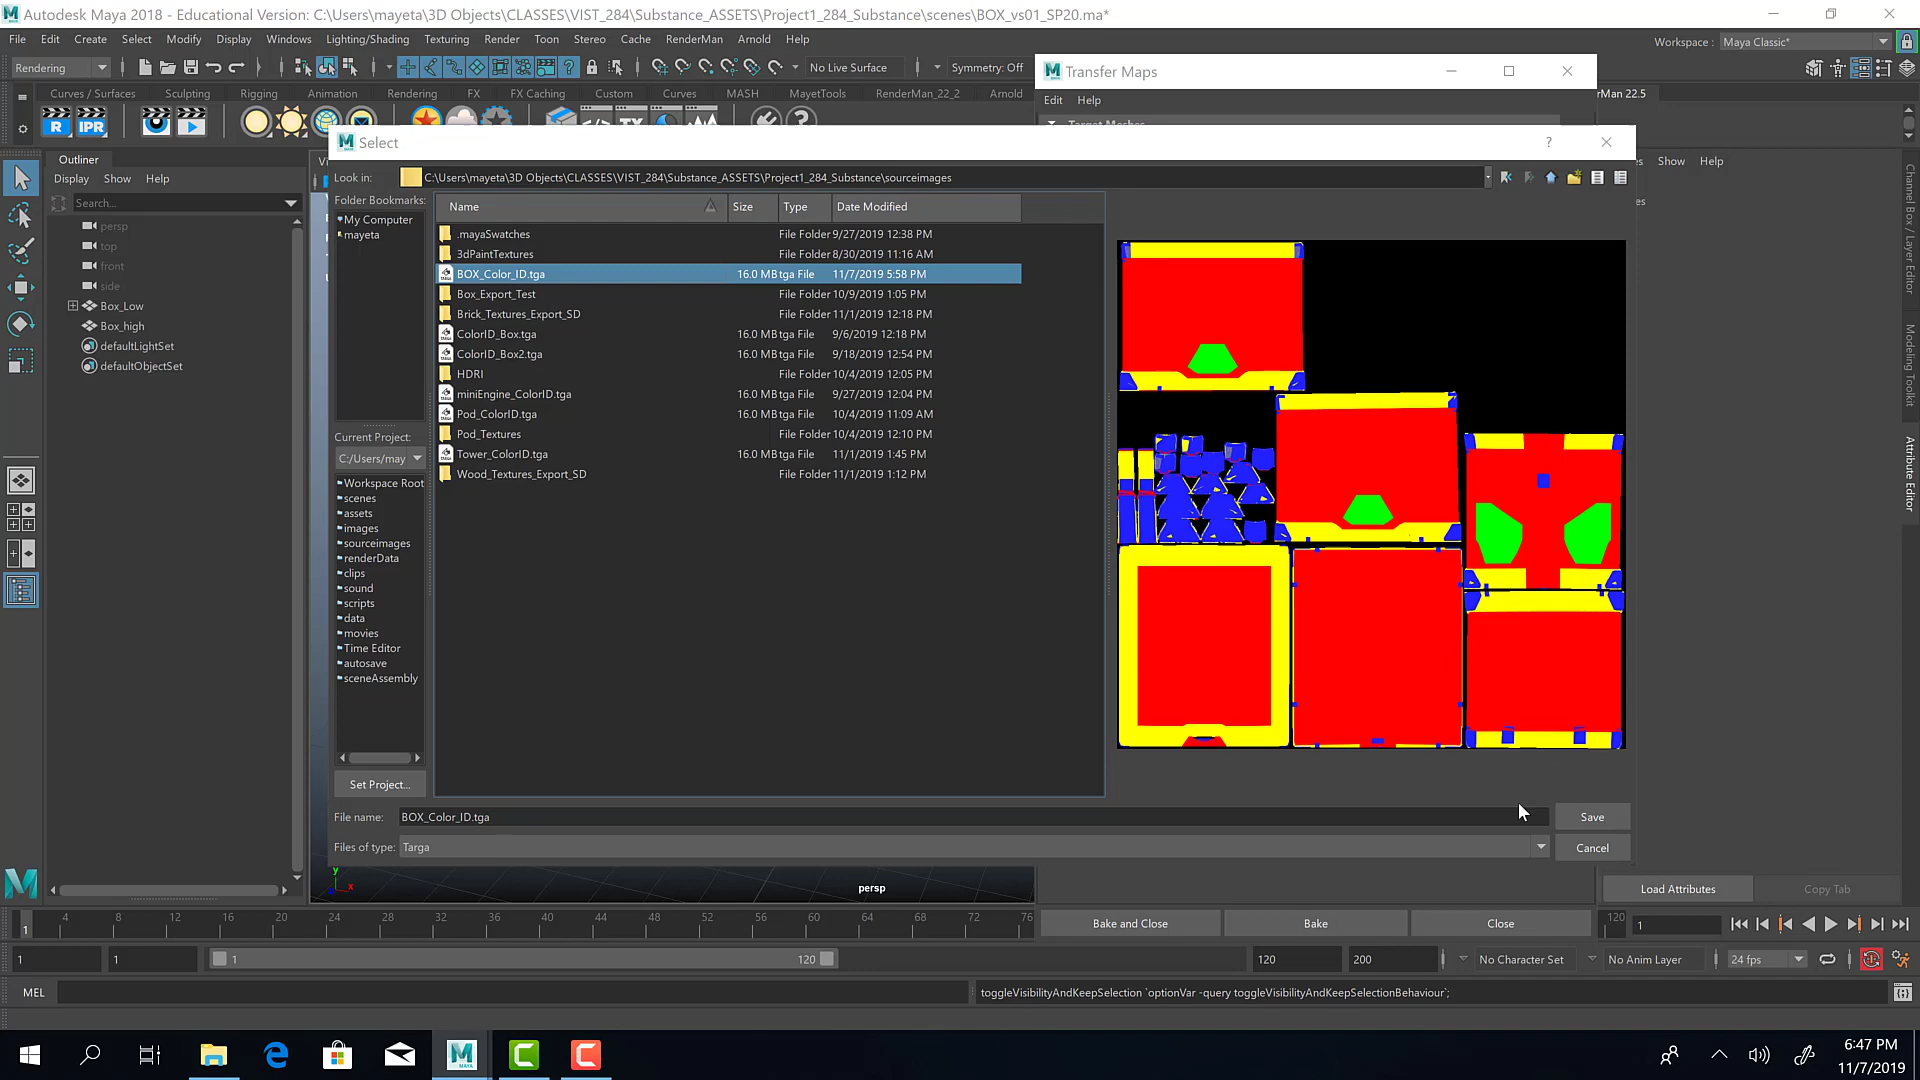 Autodesk Maya 2018 - Educational Version: C:\Users\mayeta\3D Objects\CLASSES\VIST_284\Substance_ASSETS\Project1_284_Substance\scenes\BOX_vs01_SP20.ma*
File Edit Create Select Modify Display Windows Lighting/Shading Texturing Render Toon Stereo Cache RenderMan Arnold Help
Workspace : Maya Classic*
Rendering No Live Surface Symmetry: Off
Transfer Maps
Curves / Surfaces Sculpting Rigging Animation Rendering FX FX Caching Custom Curves MASH MayetTools RenderMan_22_2 Arnold
Man 22.5
Edit Help
R IPR
Target Meshes
Select
Outliner
Display Show Help
Show Help
Look in: C:\Users\mayeta\3D Objects\CLASSES\VIST_284\Substance_ASSETS\Project1_284_Substance\sourceimages
Search...
Folder Bookmarks:
My Computer
mayeta
Name Size Type Date Modified
.mayaSwatches File Folder 9/27/2019 12:38 PM
3dPaintTextures File Folder 8/30/2019 11:16 AM
BOX_Color_ID.tga 16.0 MB tga File 11/7/2019 5:58 PM
Box_Export_Test File Folder 10/9/2019 1:05 PM
Brick_Textures_Export_SD File Folder 11/1/2019 12:18 PM
ColorID_Box.tga 16.0 MB tga File 9/6/2019 12:18 PM
ColorID_Box2.tga 16.0 MB tga File 9/18/2019 12:54 PM
HDRI File Folder 10/4/2019 12:05 PM
miniEngine_ColorID.tga 16.0 MB tga File 9/27/2019 12:04 PM
Pod_ColorID.tga 16.0 MB tga File 10/4/2019 11:09 AM
Pod_Textures File Folder 10/4/2019 12:10 PM
Tower_ColorID.tga 16.0 MB tga File 11/1/2019 1:45 PM
Wood_Textures_Export_SD File Folder 11/1/2019 1:12 PM
persp
top
front
side
Box_Low
Box_high
defaultLightSet
defaultObjectSet
Current Project:
C:/Users/may
Workspace Root
scenes
assets
images
sourceimages
renderData
clips
sound
scripts
data
movies
Time Editor
autosave
sceneAssembly
Set Project...
File name: BOX_Color_ID.tga Save
Files of type: Targa Cancel
Channel Box / Layer Editor
Modeling Toolkit
Attribute Editor
y
x
persp
Load Attributes Copy Tab
Bake and Close Bake Close
1 4 8 12 16 20 24 28 32 36 40 44 48 52 56 60 64 68 72 76 120 1
1 1 1 120 120 200 No Character Set No Anim Layer 24 fps
MEL toggleVisibilityAndKeepSelection `optionVar -query toggleVisibilityAndKeepSelectionBehaviour`;
6:47 PM
11/7/2019